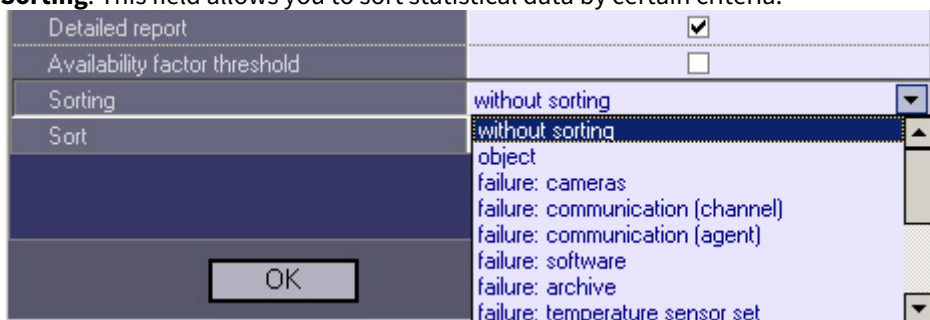 Sorting. This field allows you to sort statistical data by certain criteria.
Detailed report
Availability factor threshold
Sorting without sorting
Sort without sorting
object
failure: cameras
failure: communication (channel)
failure: communication (agent)
failure: software
OK failure: archive
failure: temperature sensor set